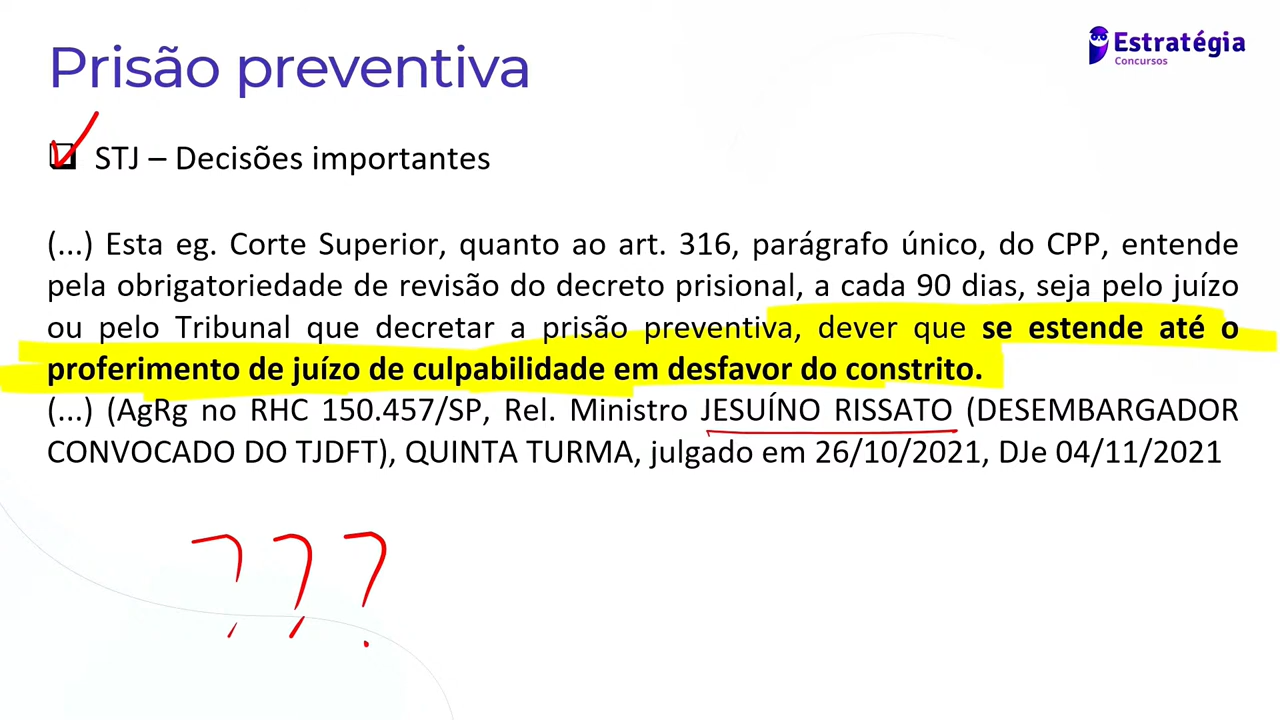 Prisão preventiva
Estratégia
Concursos
STJ – Decisões importantes
(...) Esta eg. Corte Superior, quanto ao art. 316, parágrafo único, do CPP, entende
pela obrigatoriedade de revisão do decreto prisional, a cada 90 dias, seja pelo juízo
ou pelo Tribunal que decretar a prisão preventiva, dever que se estende até o
proferimento de juízo de culpabilidade em desfavor do constrito.
(...) (AgRg no RHC 150.457/SP, Rel. Ministro JESUÍNO RISSATO (DESEMBARGADOR
CONVOCADO DO TJDFT), QUINTA TURMA, julgado em 26/10/2021, DJe 04/11/2021
???